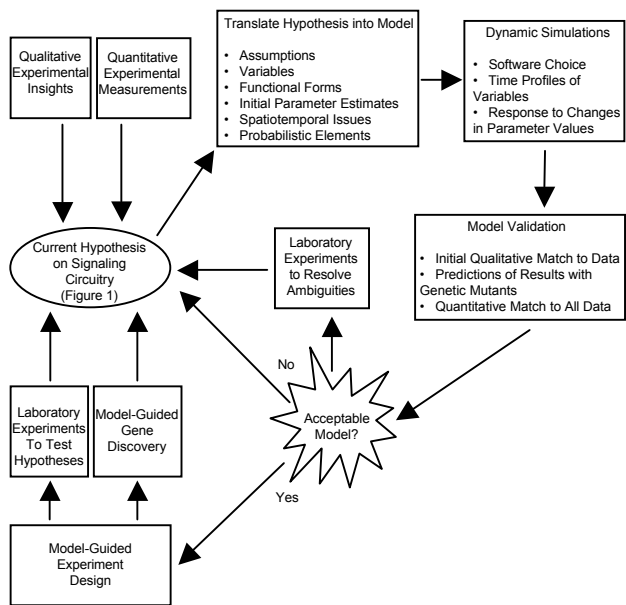 Qualitative
Experimental
Insights
Quantitative
Experimental
Measurements
Translate Hypothesis into Model
• Assumptions
• Variables
• Functional Forms
• Initial Parameter Estimates
• Spatiotemporal Issues
• Probabilistic Elements
Dynamic Simulations
• Software Choice
• Time Profiles of
Variables
• Response to Changes
in Parameter Values
Current Hypothesis
on Signaling
Circuitry
(Figure 1)
Laboratory
Experiments
to Resolve
Ambiguities
Model Validation
• Initial Qualitative Match to Data
• Predictions of Results with
Genetic Mutants
• Quantitative Match to All Data
No
Acceptable
Model?
Yes
Laboratory
Experiments
To Test
Hypotheses
Model-Guided
Gene
Discovery
Model-Guided
Experiment
Design